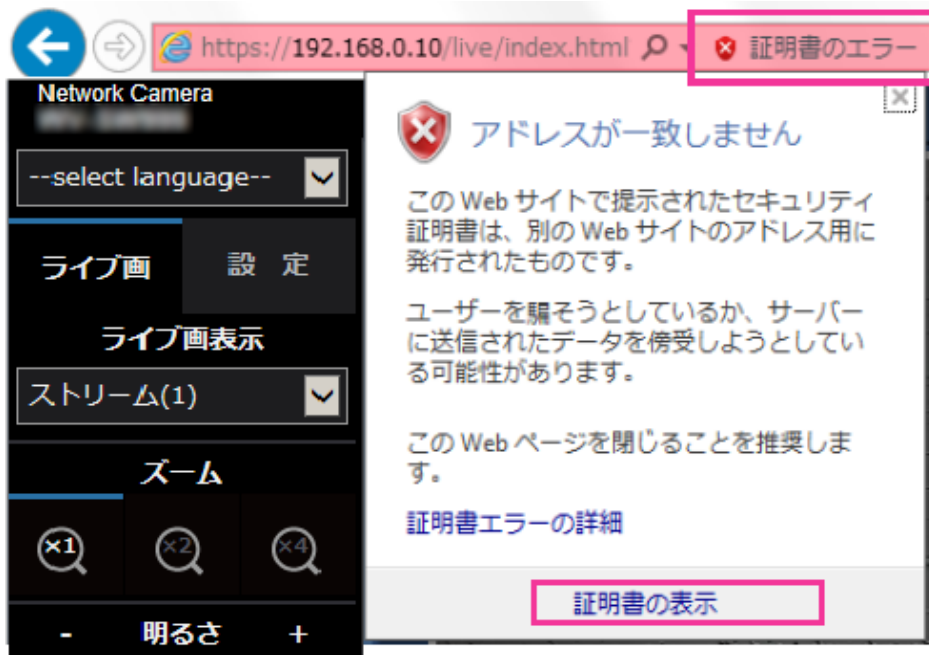 https://192.168.0.10/live/index.html
証明書のエラー
Network Camera
--select language--
ライブ画
設 定
ライブ画表示
ストリーム(1)
ズーム
×1
×2
×4
- 明るさ +
アドレスが一致しません
この Web サイトで提示されたセキュリティ
証明書は、別の Web サイトのアドレス用に
発行されたものです。
ユーザーを騙そうとしているか、サーバー
に送信されたデータを傍受しようとしてい
る可能性があります。
この Web ページを閉じることを推奨しま
す。
証明書エラーの詳細
証明書の表示